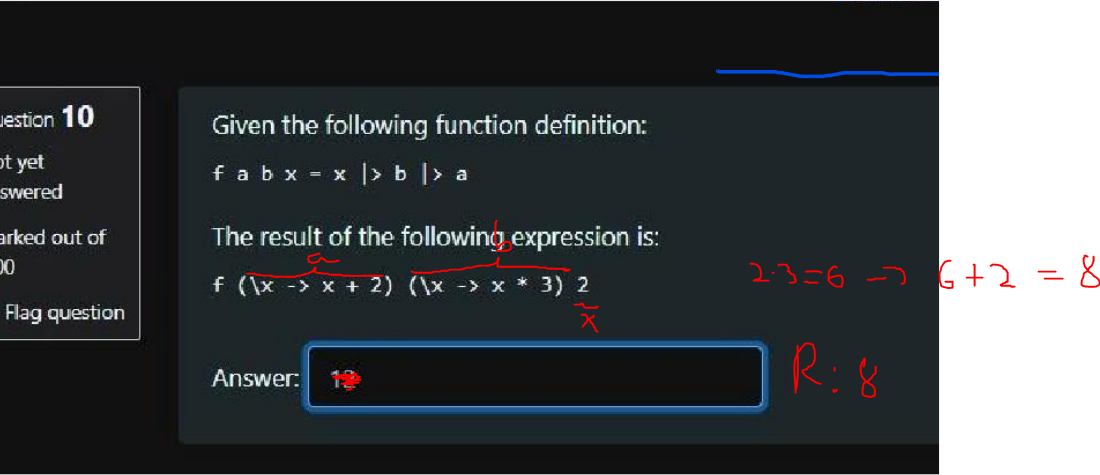 uestion 10
ot yet
swered
arked out of
00
Flag question
Given the following function definition:
f a b x = x |> b |> a
The result of the following expression is:
a b
f (\x -> x + 2) (\x -> x * 3) 2
x
2·3=6 → 6+2 = 8
Answer:
R: 8